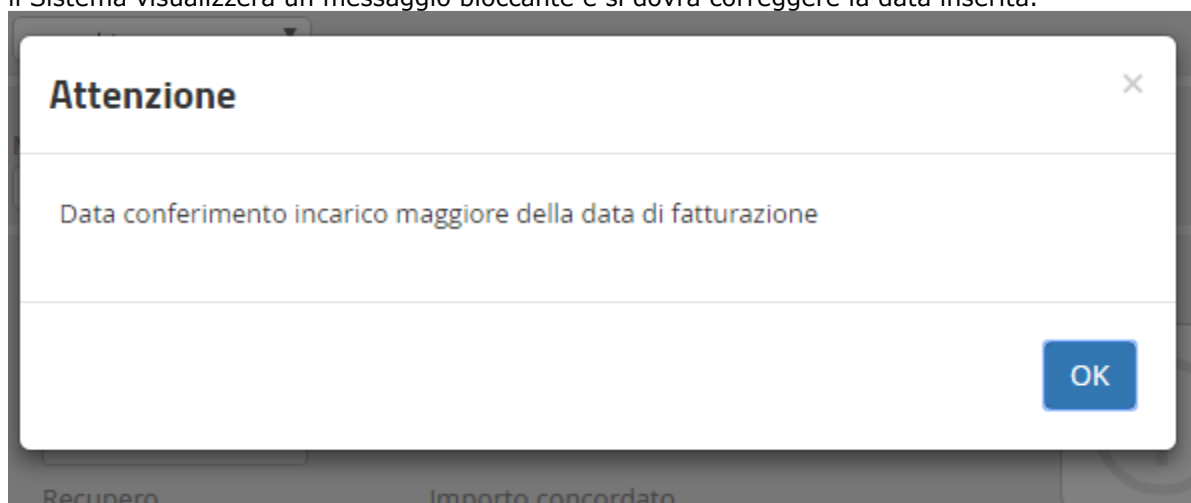 il Sistema visualizzerà un messaggio bloccante e si dovrà correggere la data inserita.
Attenzione
×
Data conferimento incarico maggiore della data di fatturazione
OK
Recupero Importo concordato